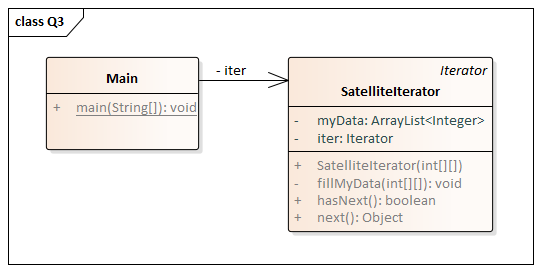 class Q3
Main
+ main(String[]): void
- iter
Iterator
SatelliteIterator
- myData: ArrayList<Integer>
- iter: Iterator
+ SatelliteIterator(int[][])
- fillMyData(int[][]): void
+ hasNext(): boolean
+ next(): Object